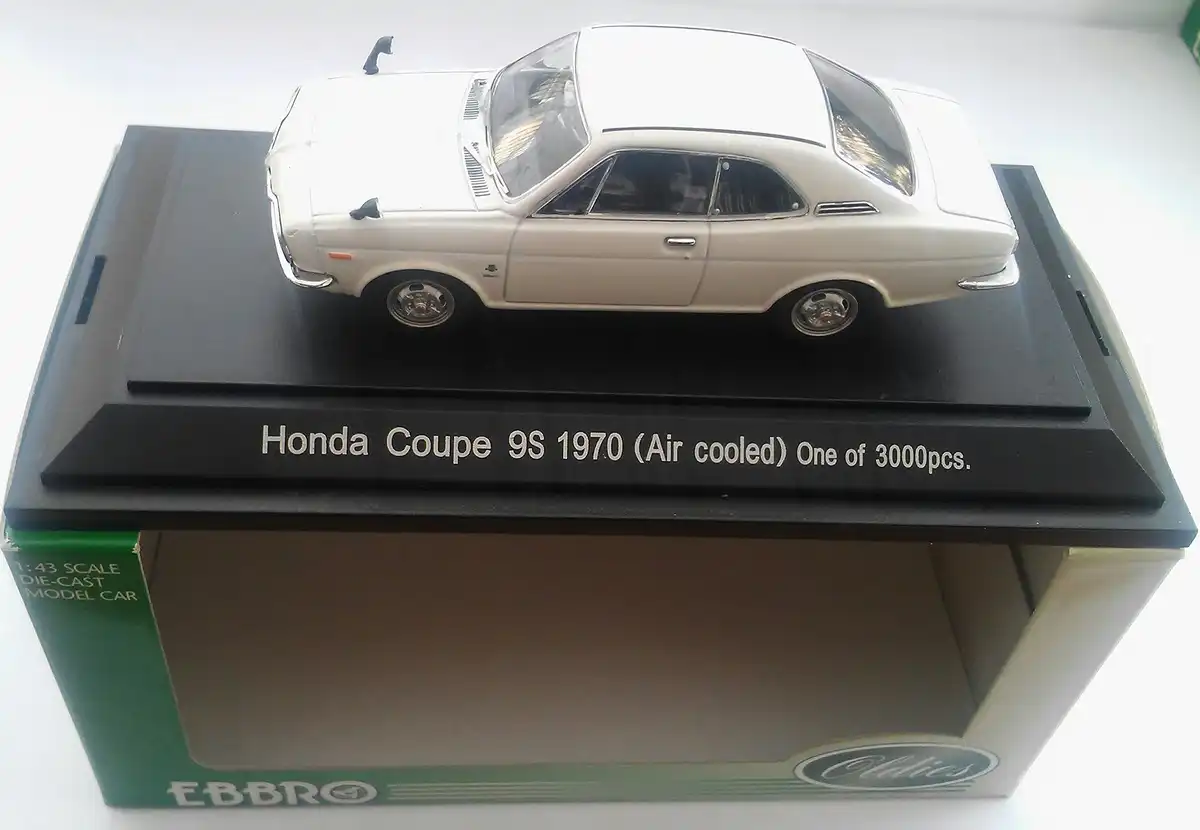 Honda Coupe 9S 1970 (Air cooled) One of 3000pcs.
1:43 SCALE
DIE-CAST
MODEL CAR
Oldies
EBBRO